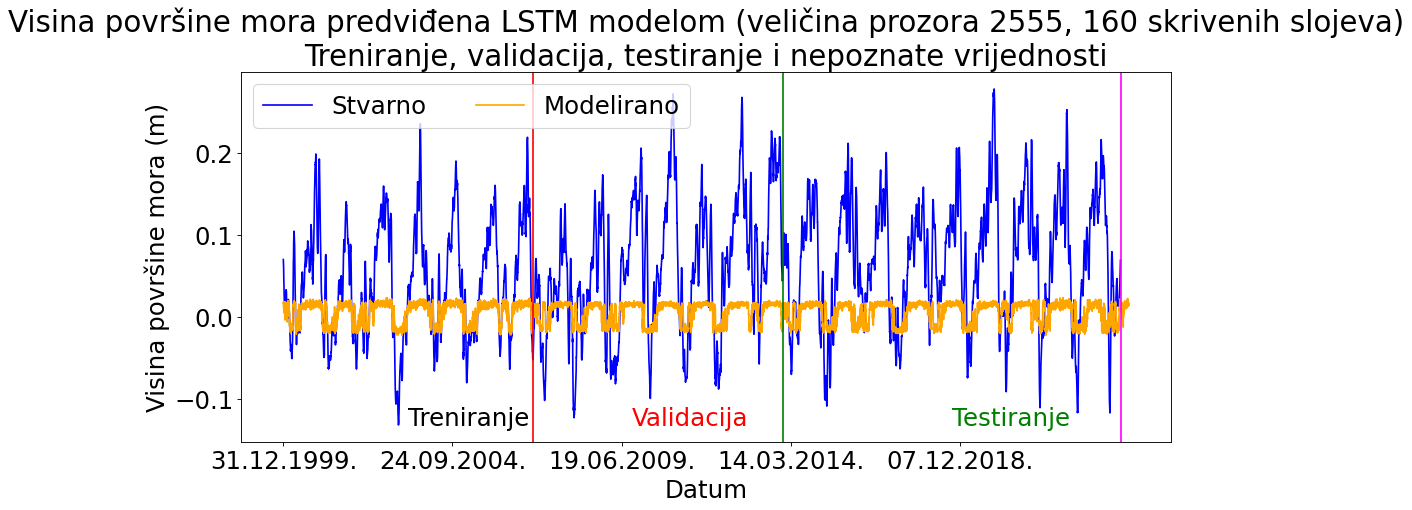 Visina površine mora predviđena LSTM modelom (veličina prozora 2555, 160 skrivenih slojeva)
Treniranje, validacija, testiranje i nepoznate vrijednosti
Stvarno
Modelirano
Visina površine mora (m)
0.2
0.1
0.0
−0.1
Treniranje
Validacija
Testiranje
31.12.1999.
24.09.2004.
19.06.2009.
14.03.2014.
07.12.2018.
Datum